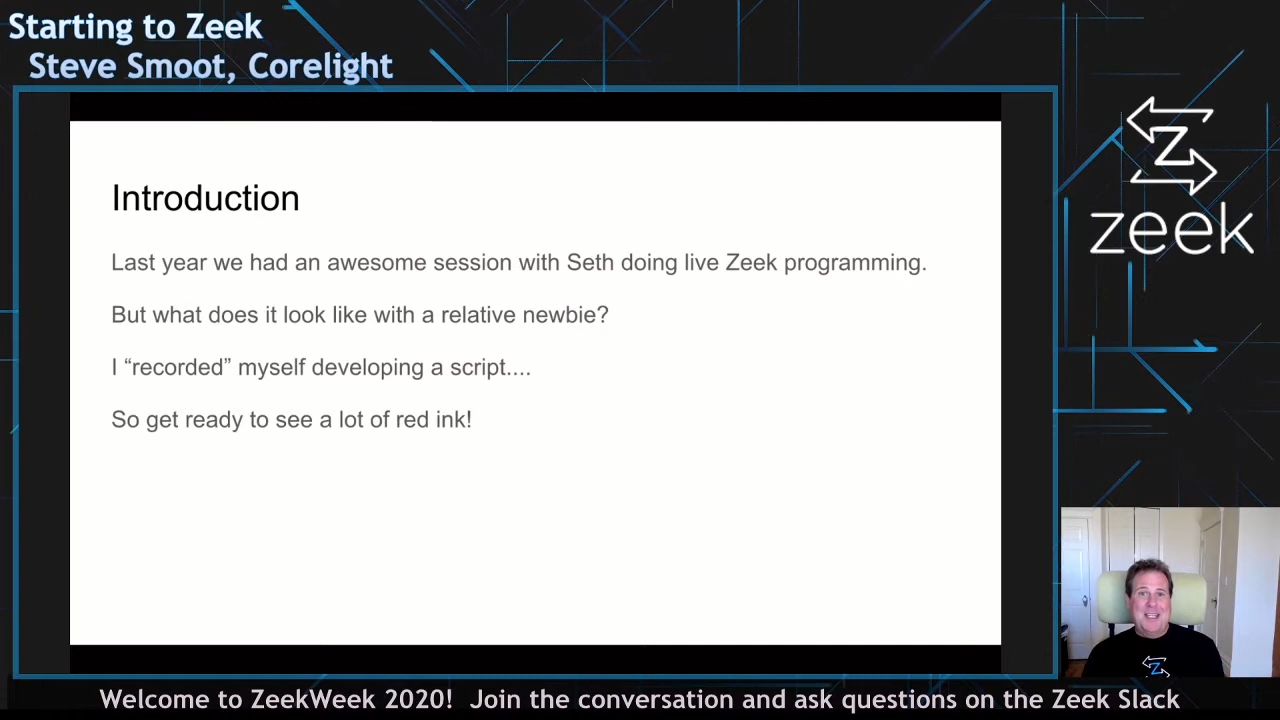 Starting to Zeek
Steve Smoot, Corelight
Introduction
Last year we had an awesome session with Seth doing live Zeek programming.
But what does it look like with a relative newbie?
I “recorded” myself developing a script....
So get ready to see a lot of red ink!
Z
zeek
Z
Welcome to ZeekWeek 2020! Join the conversation and ask questions on the Zeek Slack